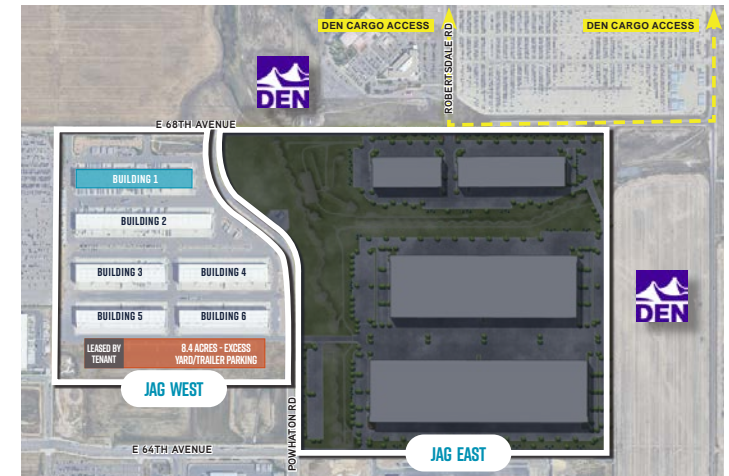 DEN CARGO ACCESS
DEN CARGO ACCESS
ROBERTSDALE RD
DEN
E 68TH AVENUE
BUILDING 1
BUILDING 2
BUILDING 3
BUILDING 4
BUILDING 5
BUILDING 6
DEN
LEASED BY
TENANT
8.4 ACRES - EXCESS
YARD/TRAILER PARKING
JAG WEST
POWHATON RD
E 64TH AVENUE
JAG EAST